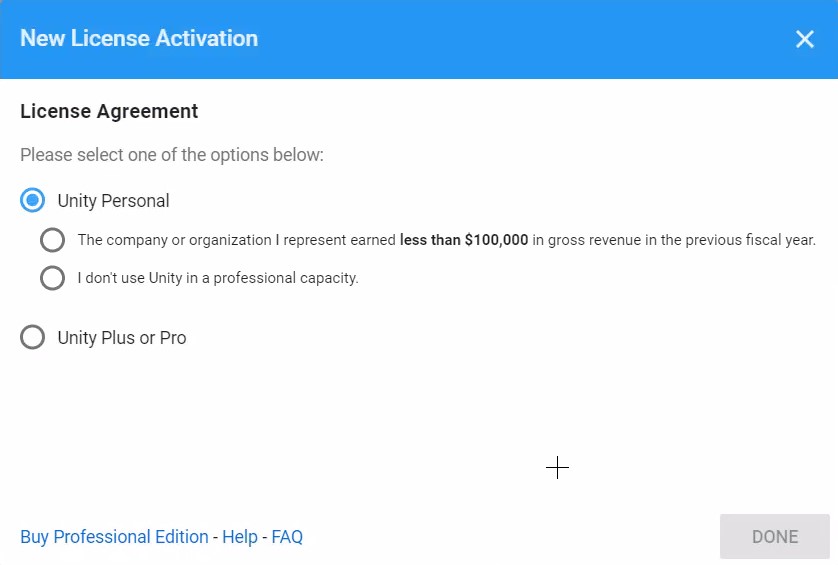 New License Activation
License Agreement
Please select one of the options below:
Unity Personal
The company or organization I represent earned less than $100,000 in gross revenue in the previous fiscal year.
I don't use Unity in a professional capacity.
Unity Plus or Pro
Buy Professional Edition - Help - FAQ
DONE